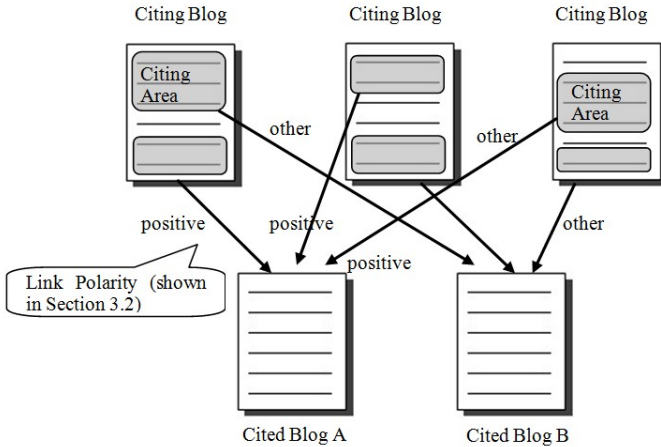 Citing Blog
Citing Blog
Citing Blog
Citing
Area
Citing
Area
other
other
positive
positive
other
positive
Link Polarity (shown
in Section 3.2)
Cited Blog A
Cited Blog B